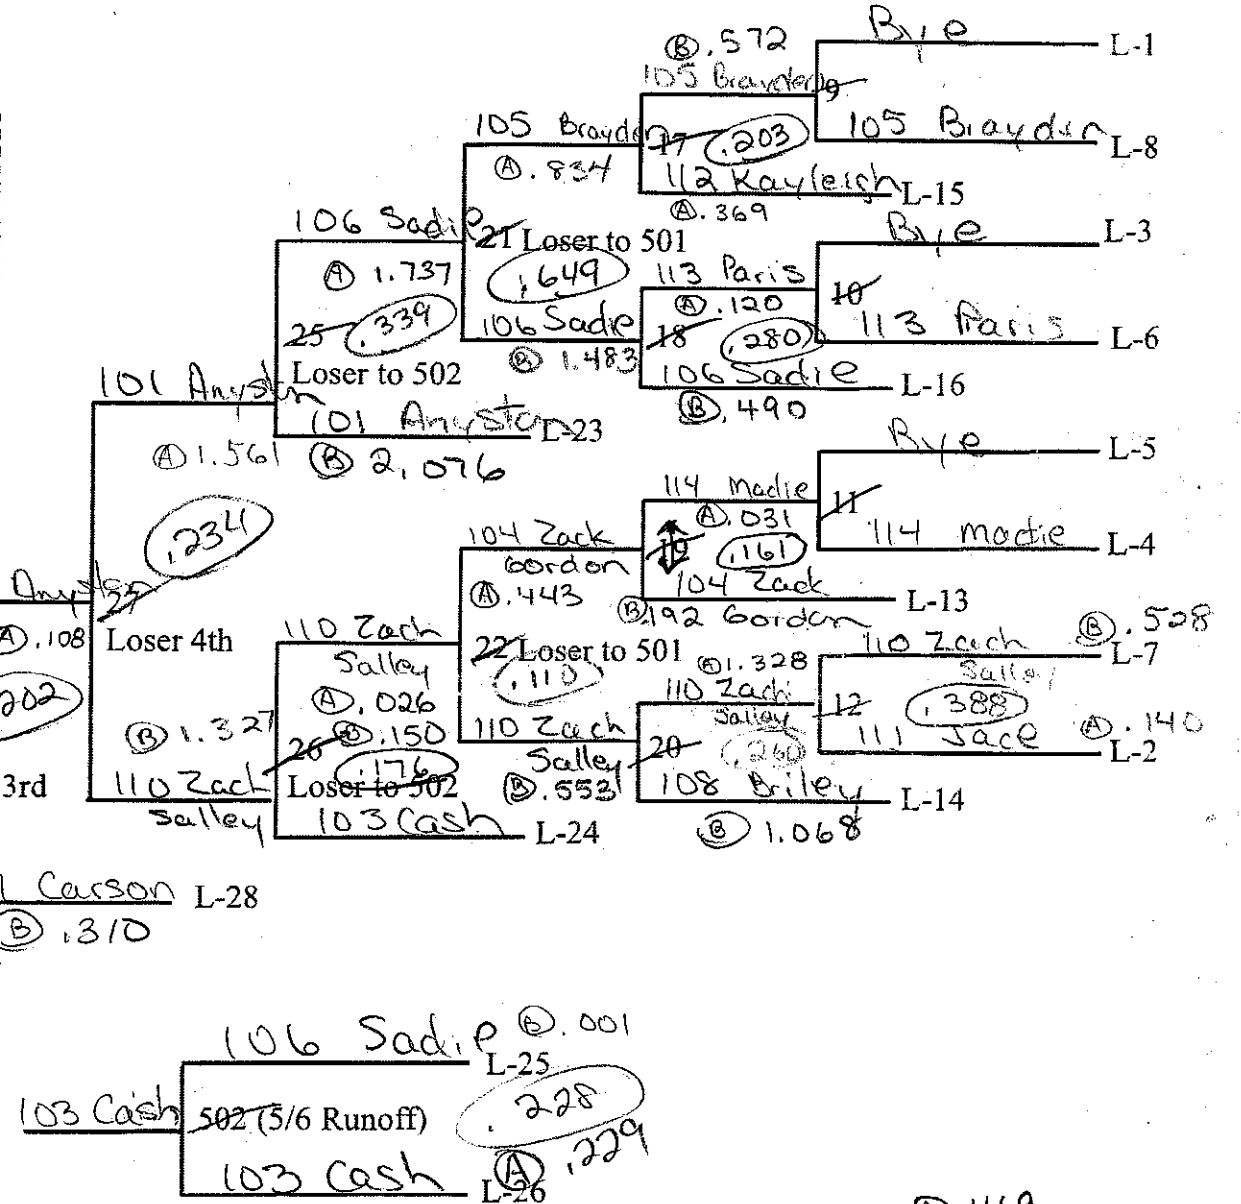 Bye
Ⓑ .572
L-1
105 Brayden
9
105 Brayden
L-8
105 Brayden
17
.203
Ⓐ .834
112 Kayleigh
L-15
Ⓐ .369
106 Sadie
21 Loser to 501
Bye
L-3
Ⓐ 1.737
.649
113 Paris
Ⓐ .120
10
25
.339
106 Sadie
18
.280
113 Paris
L-6
Ⓑ 1.483
Loser to 502
106 Sadie
L-16
101 Anyston
Ⓑ .490
101 Anyston
L-23
Bye
L-5
Ⓐ 1.561
Ⓑ 2.076
114 Madie
11
Ⓐ .031
.234
104 Zack
Gordon
19
.161
114 Madie
L-4
Ⓐ .443
104 Zack
L-13
Anyston
27
Ⓑ .192 Gordon
Ⓑ .528
Ⓐ .108
Loser 4th
110 Zach
Salley
22 Loser to 501
110 Zach
Salley
L-7
.110
Ⓐ 1.328
202
Ⓐ .026
110 Zach
Salley
12
.388
Ⓑ 1.327
26
Ⓑ .150
110 Zach
Salley
20
.260
111 Jace
Ⓐ .140
L-2
.176
3rd
110 Zach
Salley
Loser to 502
Ⓑ .553
108 Briley
L-14
103 Cash
L-24
Ⓑ 1.068
1 Carson
L-28
Ⓑ .310
106 Sadie
Ⓑ .001
L-25
103 Cash
502 (5/6 Runoff)
.228
103 Cash
Ⓐ .229
L-26